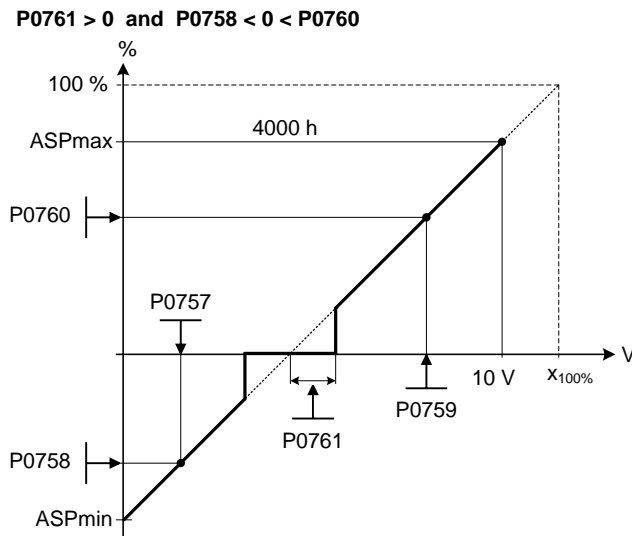 P0761 > 0 and P0758 < 0 < P0760
%
100 %
ASPmax
4000 h
P0760
P0757
V
10 V
x100%
P0759
P0761
P0758
ASPmin